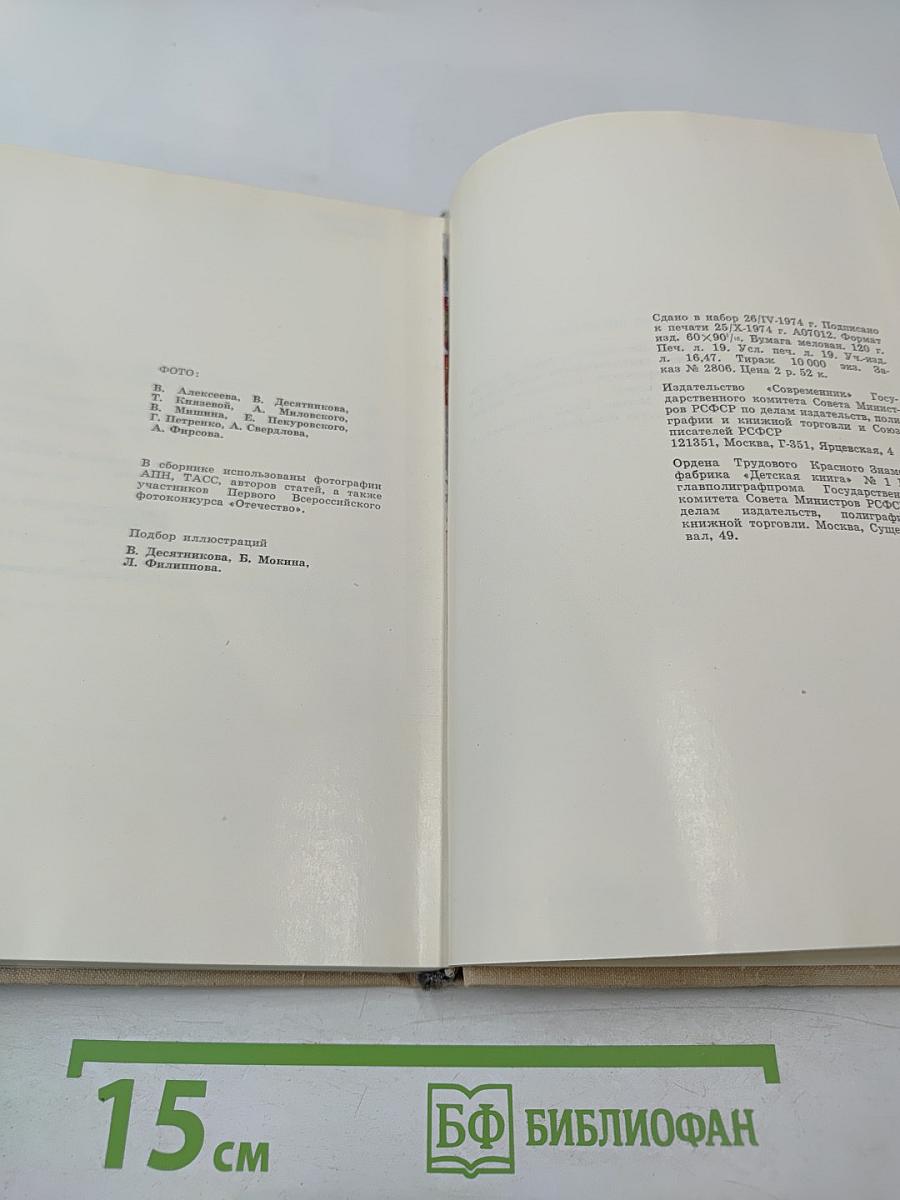 ФОТО:
В. Алексеева, В. Десятникова,
Т. Князевой, А. Миловского,
В. Мишина, Е. Пекуровского,
Г. Петренко, А. Свердлова,
А. Фирсова.
В сборнике использованы фотографии
АПН, ТАСС, авторов статей, а также
участников Первого Всероссийского
фотоконкурса «Отечество».
Подбор иллюстраций
В. Десятникова, Б. Мокина,
Л. Филиппова.
Сдано в набор 26/IV-1974 г. Подписано
к печати 25/X-1974 г. А07012. Формат
изд. 60×90¹/₁₆. Бумага мелован. 120 г.
Печ. л. 19. Усл. печ. л. 19. Уч.-изд.
л. 16,47. Тираж 10 000 экз. За-
каз № 2806. Цена 2 р. 52 к.
Издательство «Современник» Госу-
дарственного комитета Совета Минист-
ров РСФСР по делам издательств, поли-
графии и книжной торговли и Союз
писателей РСФСР
121351, Москва, Г-351, Ярцевская, 4
Ордена Трудового Красного Знаме
фабрика «Детская книга» № 1
главполиграфпрома Государствен
комитета Совета Министров РСФС
делам издательств, полиграфи
книжной торговли. Москва, Суще
вал, 49.
15 см
БФ БИБЛИОФАН